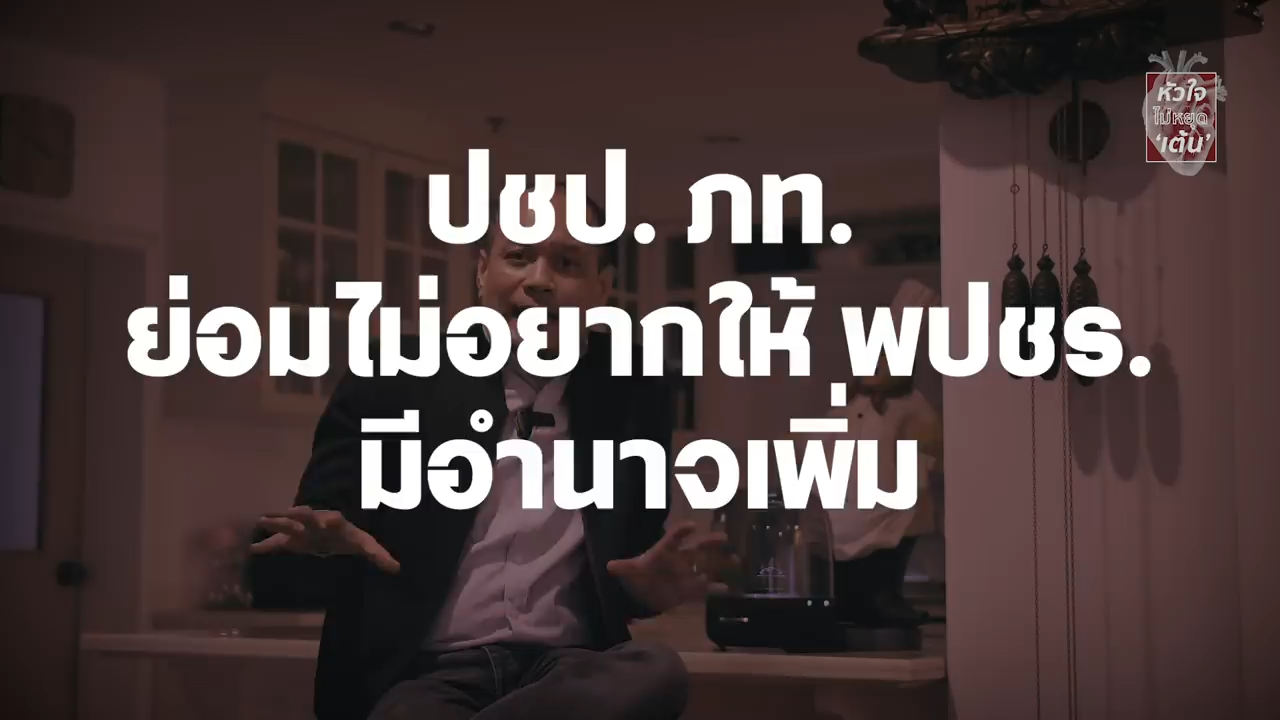 หัวใจ
ไม่หยุด
'เต้น'
ปชป. ภท.
ย่อมไม่อยากให้ พปชร.
มีอำนาจเพิ่ม